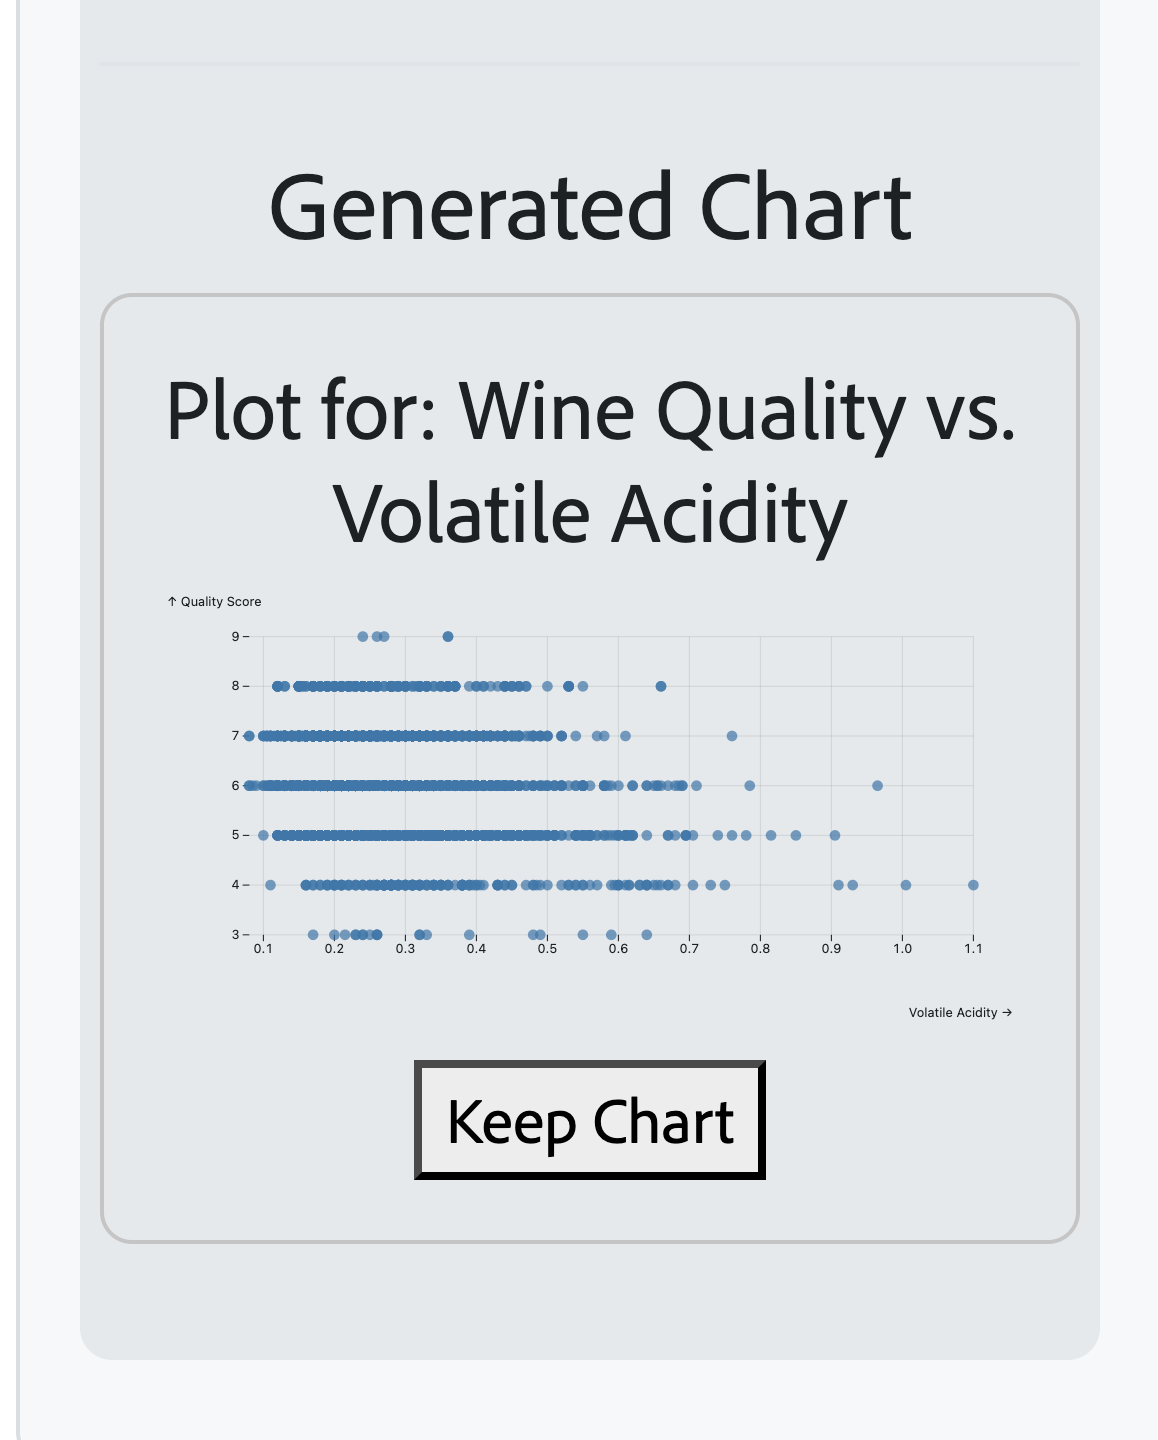 Generated Chart
Plot for: Wine Quality vs.
Volatile Acidity
↑ Quality Score
9
8
7
6
5
4
3
0.1 0.2 0.3 0.4 0.5 0.6 0.7 0.8 0.9 1.0 1.1
Volatile Acidity →
Keep Chart